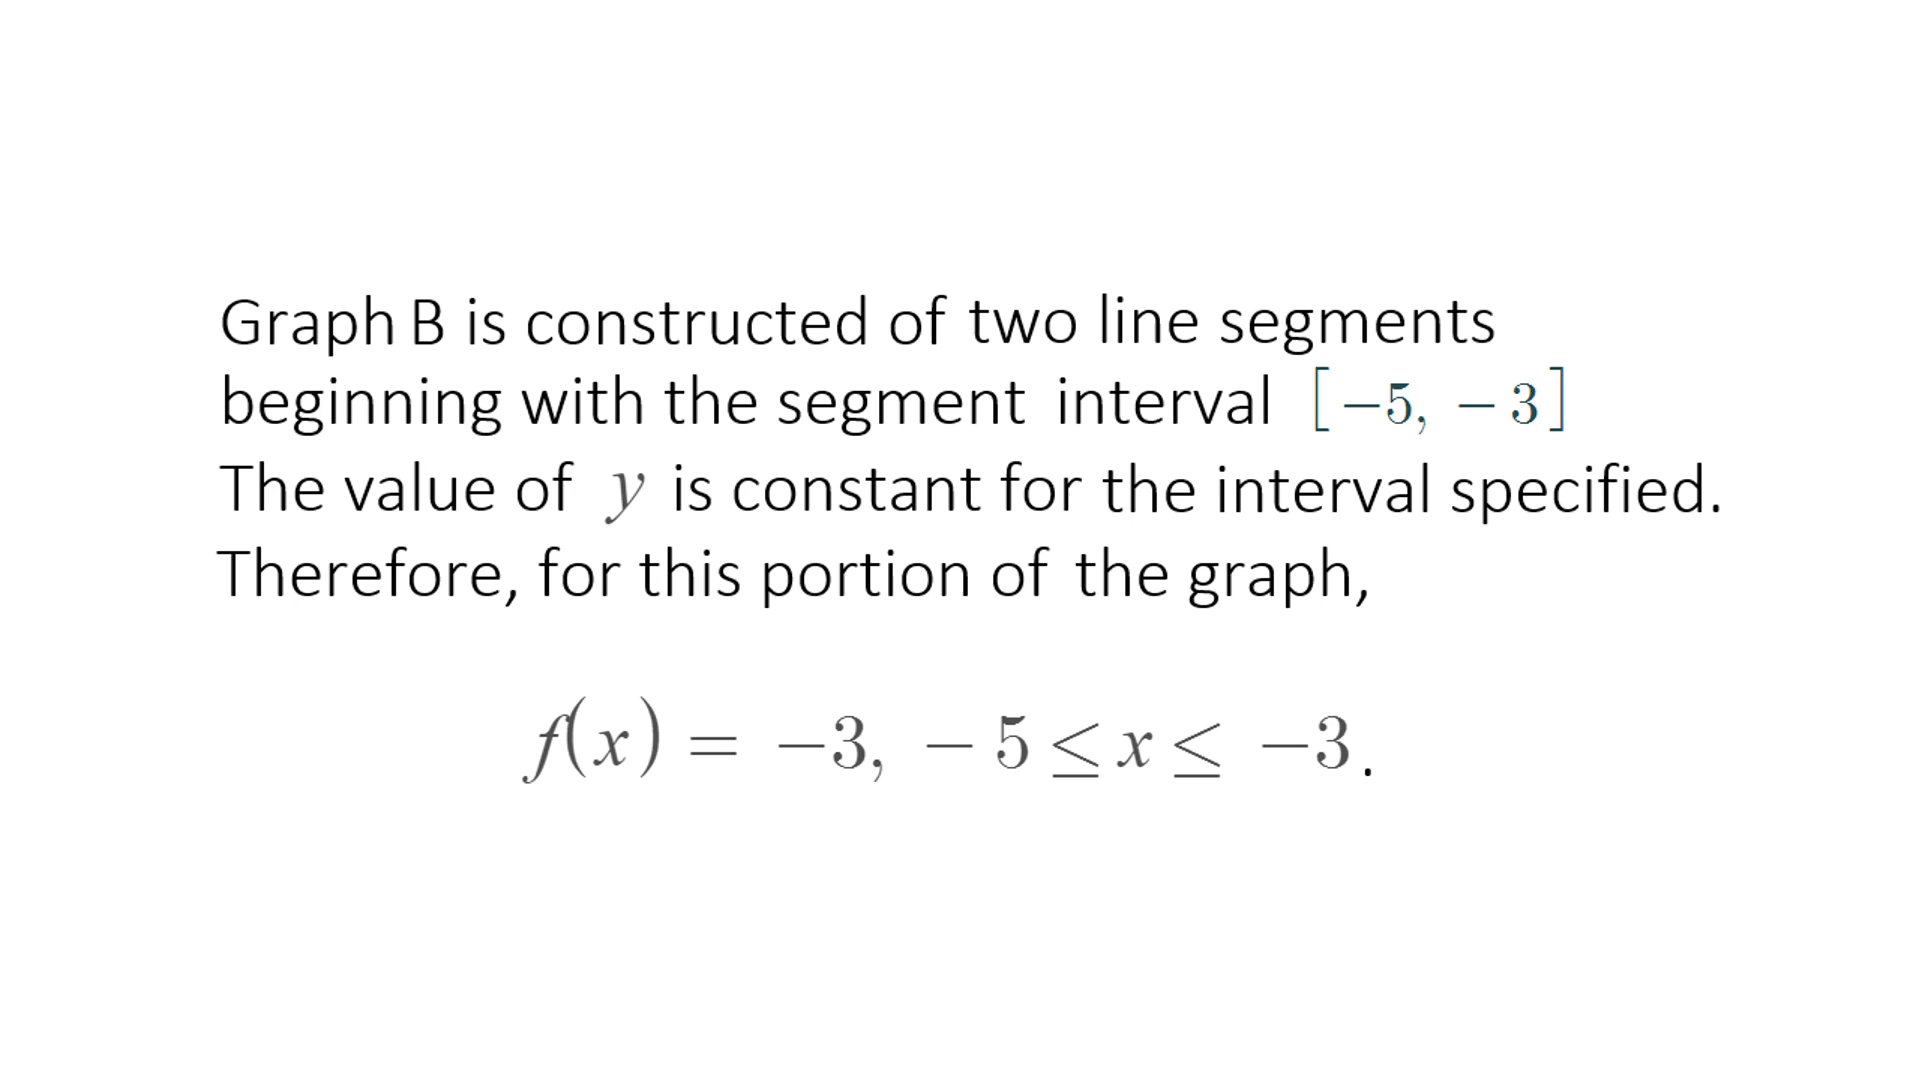 Graph B is constructed of two line segments
beginning with the segment interval [−5, − 3]
The value of y is constant for the interval specified.
Therefore, for this portion of the graph,
f(x) = −3, − 5 ≤ x ≤ −3.